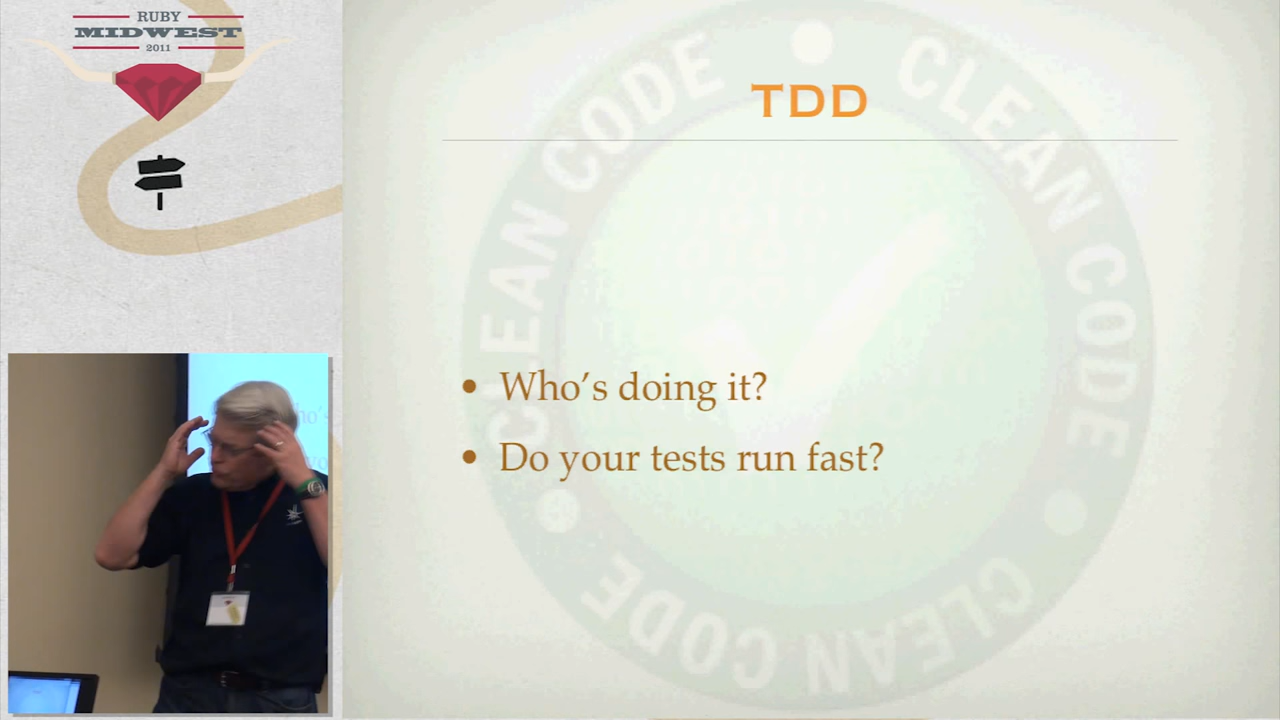 RUBY
MIDWEST
2011
TDD
CLEAN CODE • CLEAN CODE • CLEAN CODE •
• Who's doing it?
• Do your tests run fast?